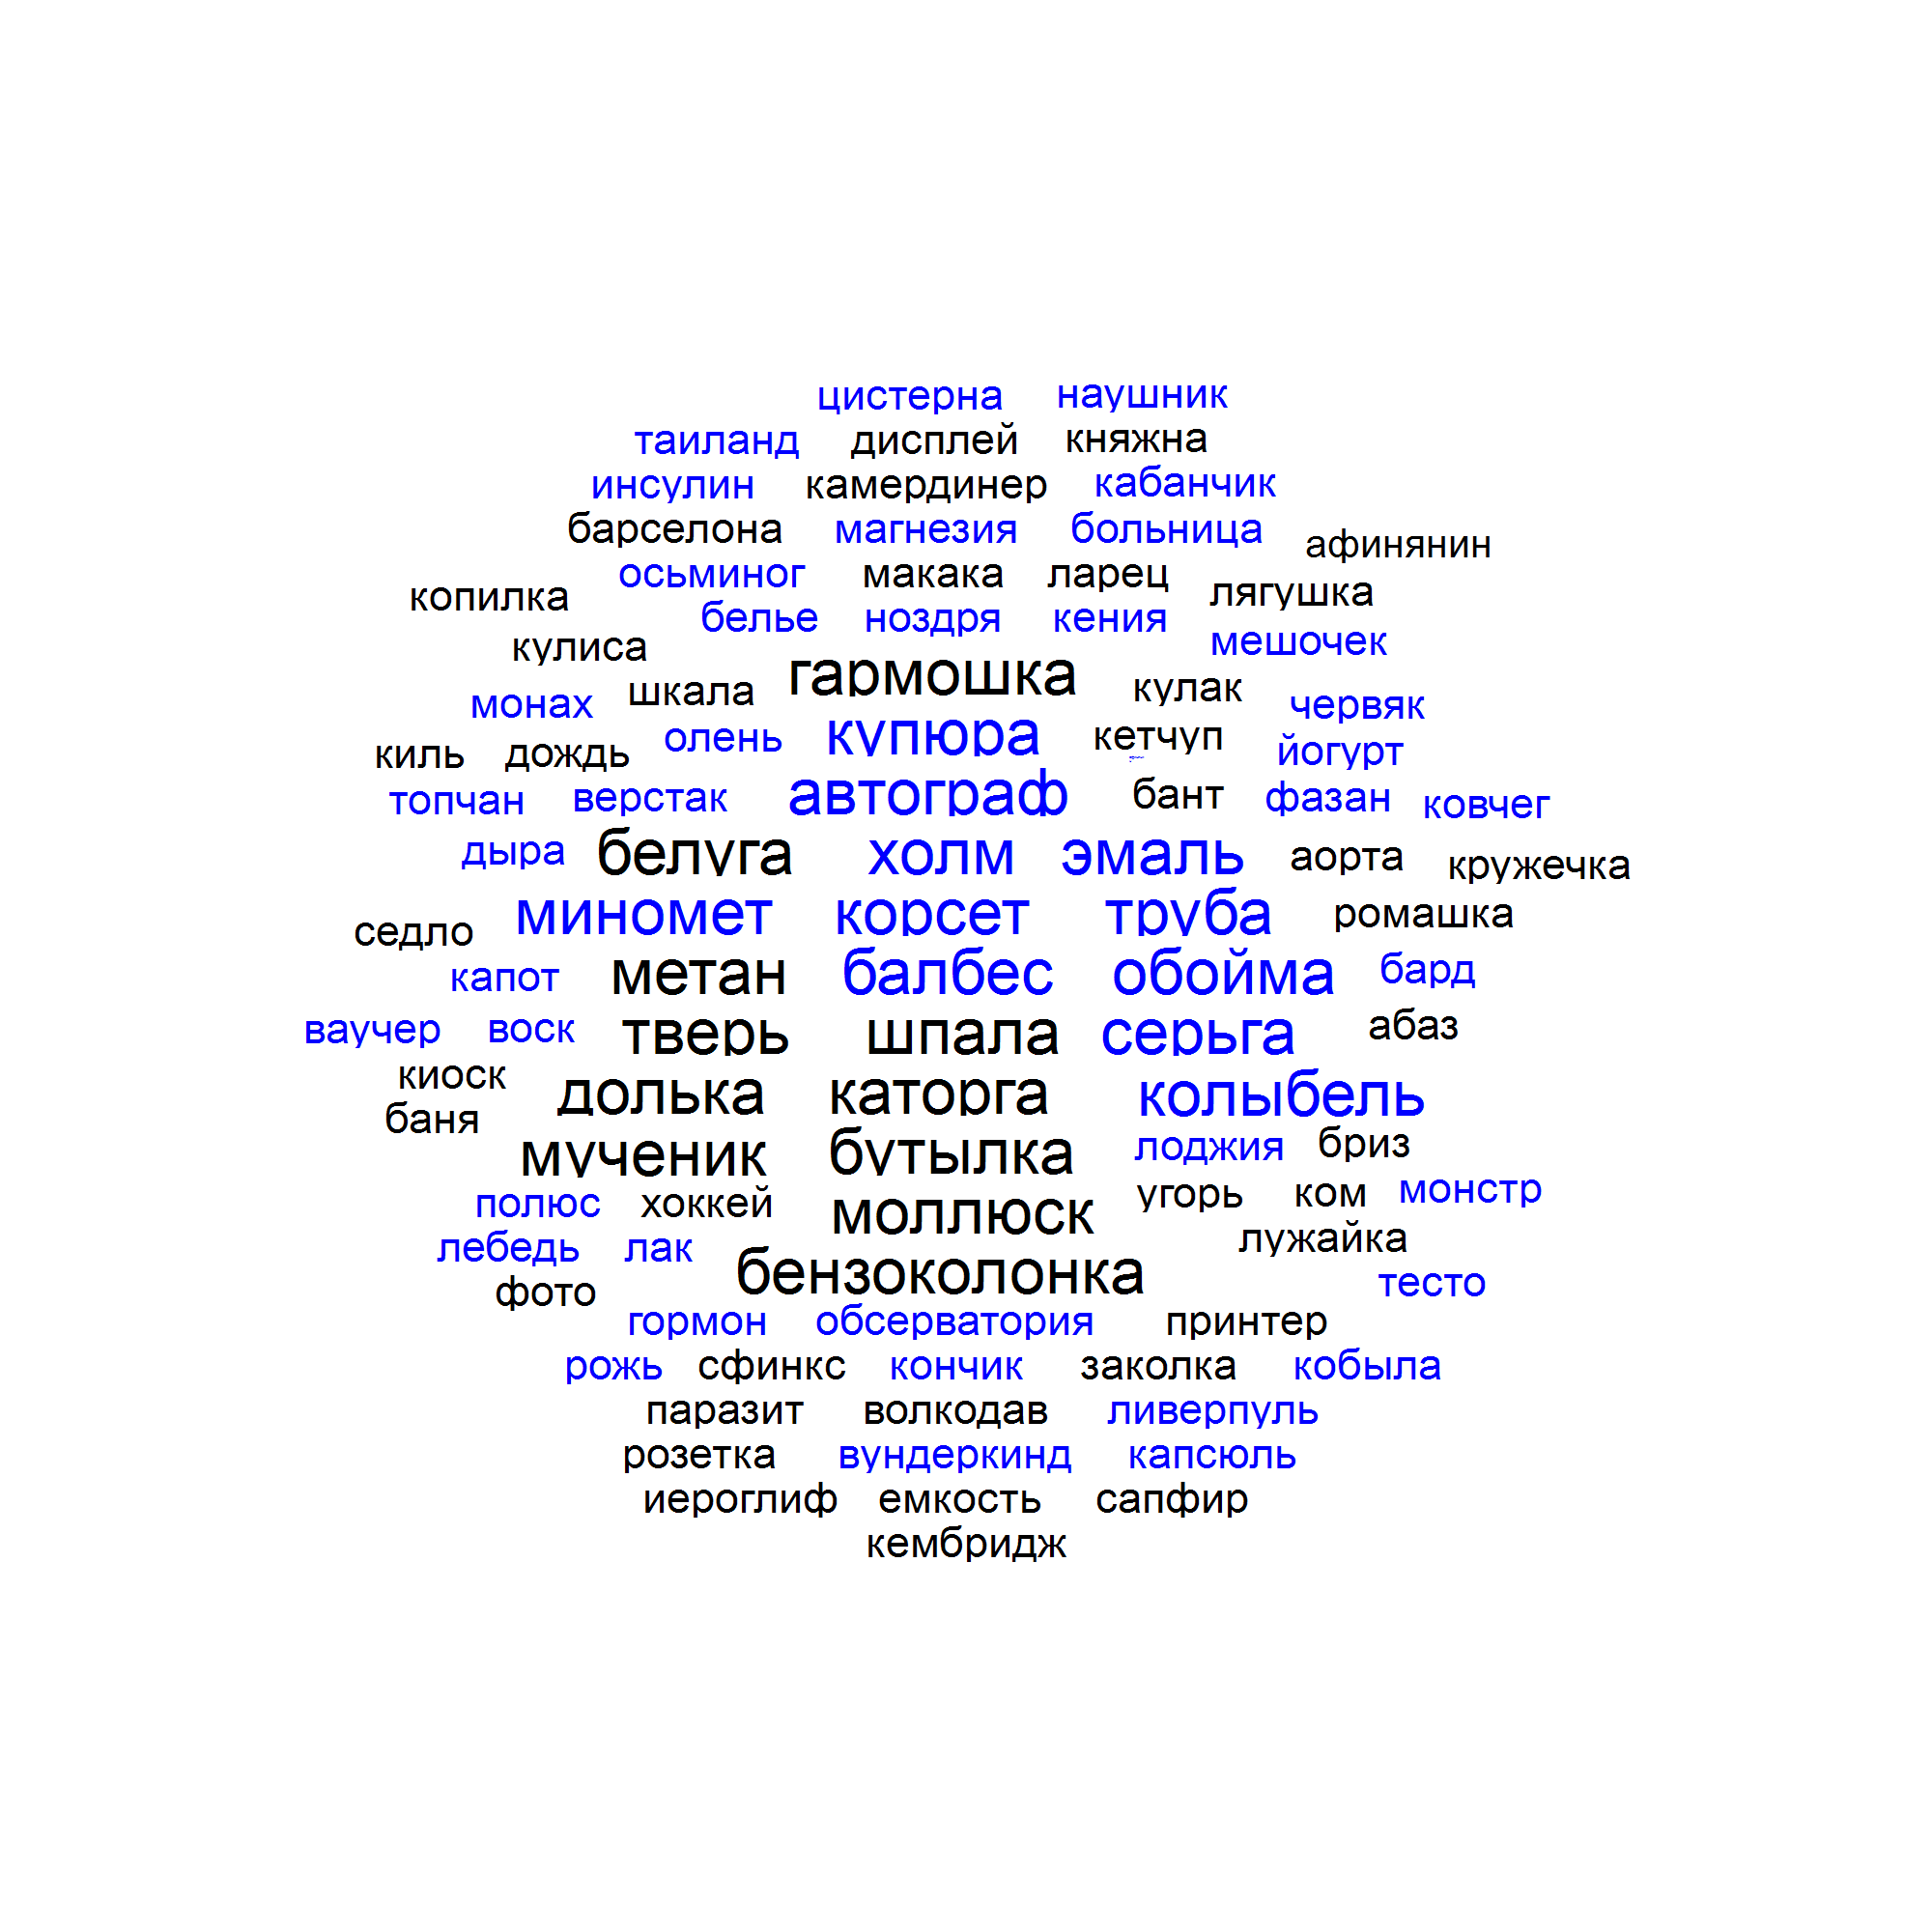 цистерна наушник
таиланд дисплей княжна
инсулин камердинер кабанчик
барселона магнезия больница афинянин
копилка осьминог макака ларец лягушка
белье ноздря кения мешочек
кулиса гармошка
монах шкала кулак червяк
олень купюра кетчуп йогурт
киль дождь
топчан верстак автограф бант фазан ковчег
дыра белуга холм эмаль аорта кружечка
седло миномет корсет труба ромашка
капот метан балбес обойма бард
ваучер воск тверь шпала серьга абаз
киоск долька каторга колыбель
баня
мученик бутылка лоджия бриз
полюс хоккей моллюск угорь ком монстр
лебедь лак лужайка
фото бензоколонка тесто
гормон обсерватория принтер
рожь сфинкс кончик заколка кобыла
паразит волкодав ливерпуль
розетка вундеркинд капсюль
иероглиф емкость сапфир
кембридж